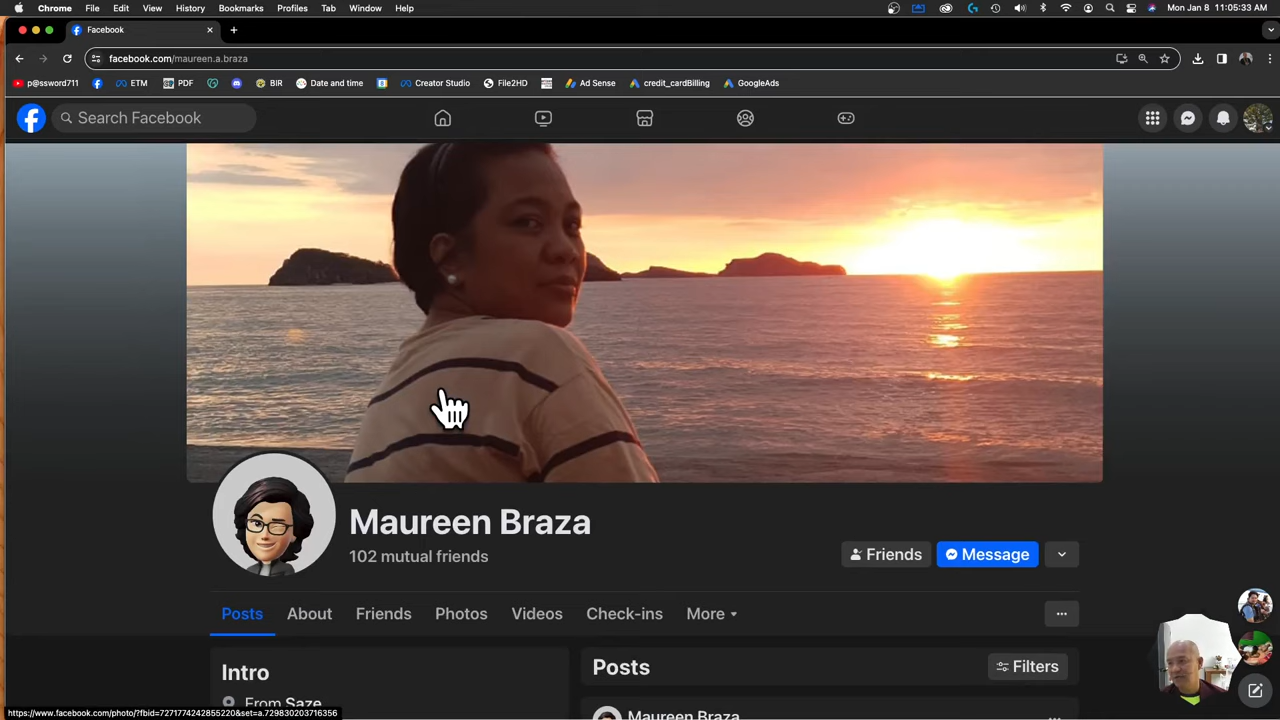 Chrome File Edit View History Bookmarks Profiles Tab Window Help Mon Jan 8 11:05:33 AM
Facebook
facebook.com/maureen.a.braza
p@ssword711 ETM PDF BIR Date and time Creator Studio File2HD Ad Sense credit_cardBilling GoogleAds
Search Facebook
Maureen Braza
102 mutual friends
Friends Message
Posts About Friends Photos Videos Check-ins More
Intro
Posts
Filters
From Saze
Maureen Braza
https://www.facebook.com/photo/?fbid=7271774242855220&set=a.729830203716356